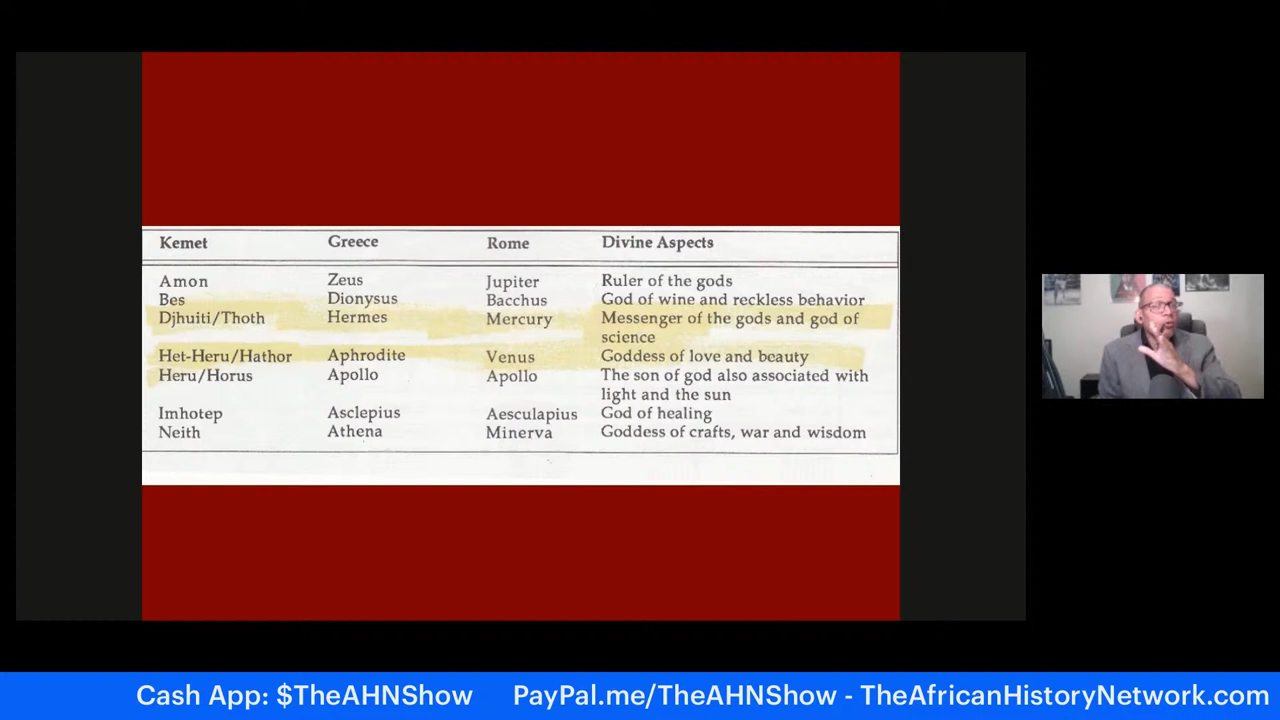 Kemet Greece Rome Divine Aspects
Amon Zeus Jupiter Ruler of the gods
Bes Dionysus Bacchus God of wine and reckless behavior
Djhuiti/Thoth Hermes Mercury Messenger of the gods and god of
science
Het-Heru/Hathor Aphrodite Venus Goddess of love and beauty
Heru/Horus Apollo Apollo The son of god also associated with
light and the sun
Imhotep Asclepius Aesculapius God of healing
Neith Athena Minerva Goddess of crafts, war and wisdom
Cash App: $TheAHNShow PayPal.me/TheAHNShow - TheAfricanHistoryNetwork.com